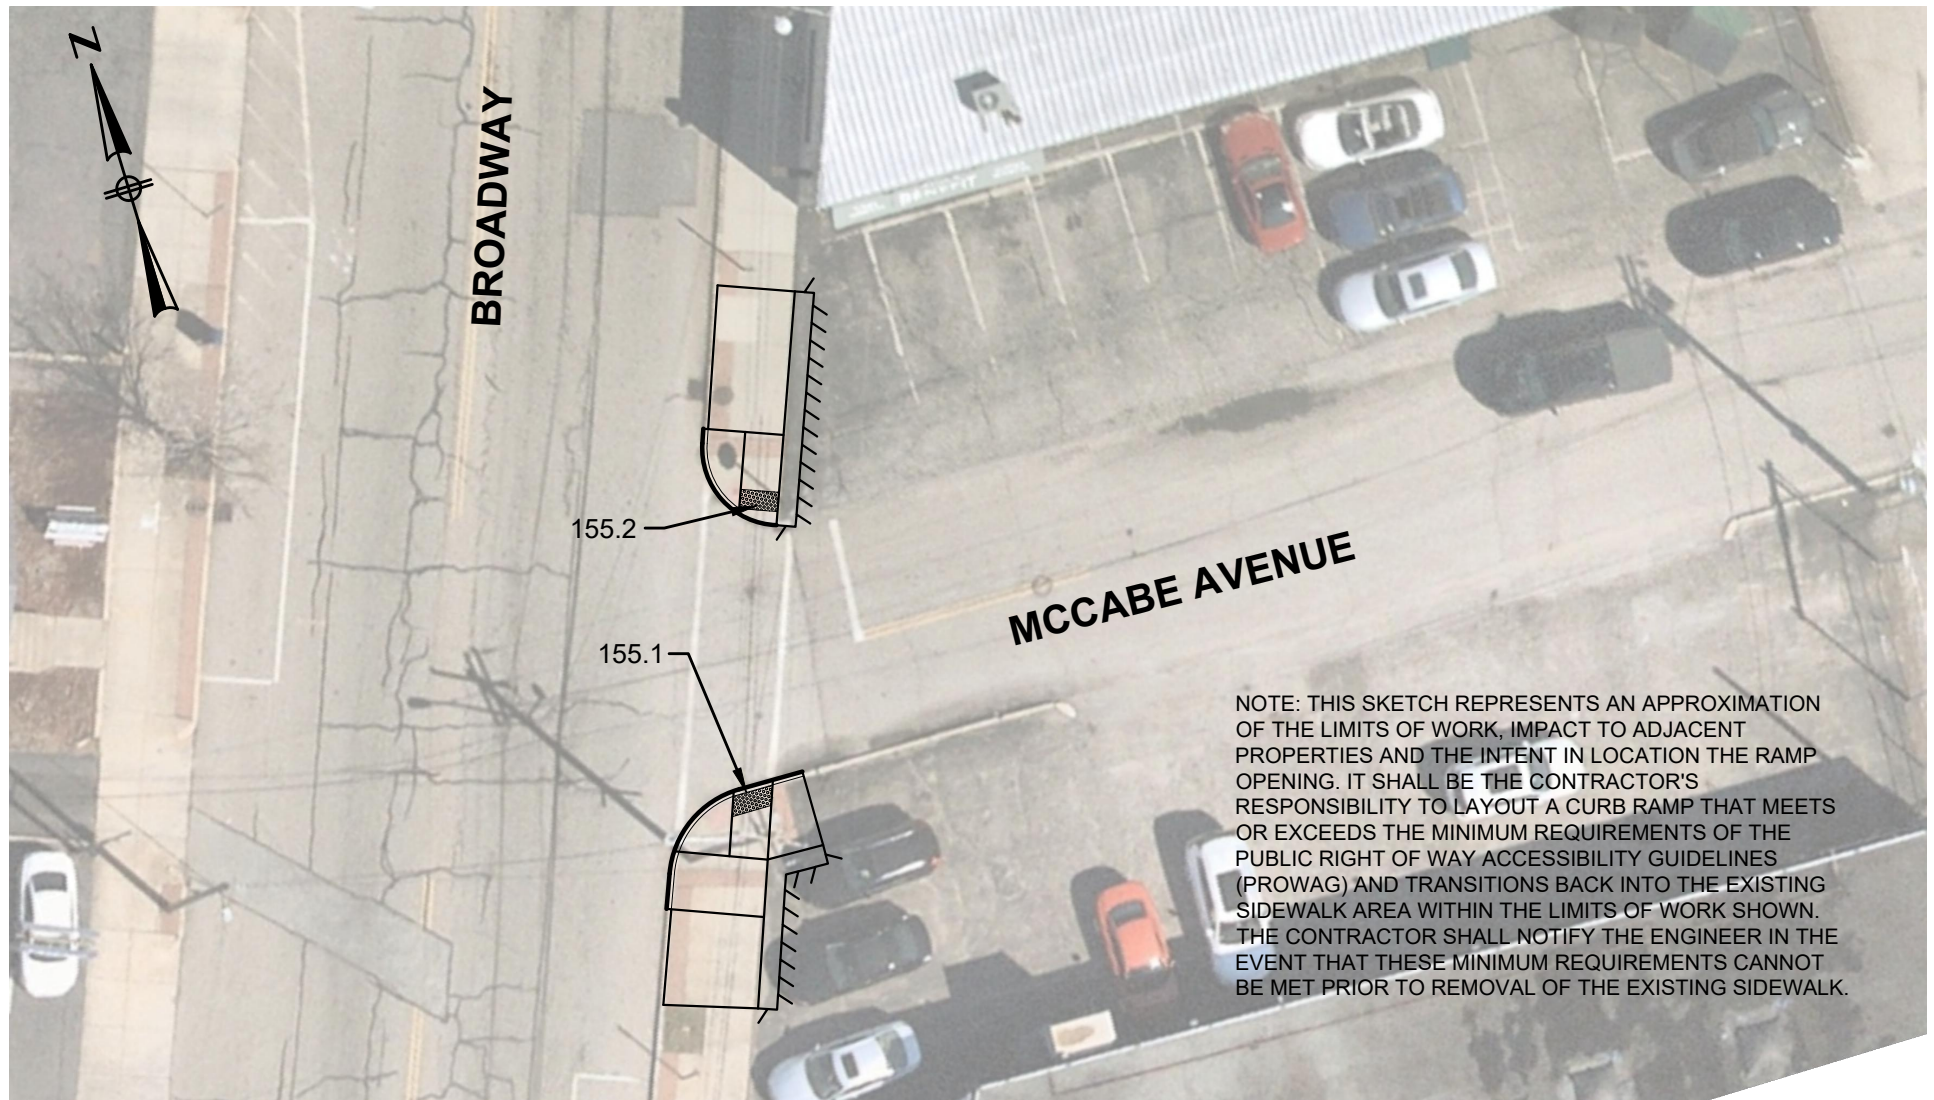 N
BROADWAY
155.2
MCCABE AVENUE
155.1
NOTE: THIS SKETCH REPRESENTS AN APPROXIMATION
OF THE LIMITS OF WORK, IMPACT TO ADJACENT
PROPERTIES AND THE INTENT IN LOCATION THE RAMP
OPENING. IT SHALL BE THE CONTRACTOR'S
RESPONSIBILITY TO LAYOUT A CURB RAMP THAT MEETS
OR EXCEEDS THE MINIMUM REQUIREMENTS OF THE
PUBLIC RIGHT OF WAY ACCESSIBILITY GUIDELINES
(PROWAG) AND TRANSITIONS BACK INTO THE EXISTING
SIDEWALK AREA WITHIN THE LIMITS OF WORK SHOWN.
THE CONTRACTOR SHALL NOTIFY THE ENGINEER IN THE
EVENT THAT THESE MINIMUM REQUIREMENTS CANNOT
BE MET PRIOR TO REMOVAL OF THE EXISTING SIDEWALK.